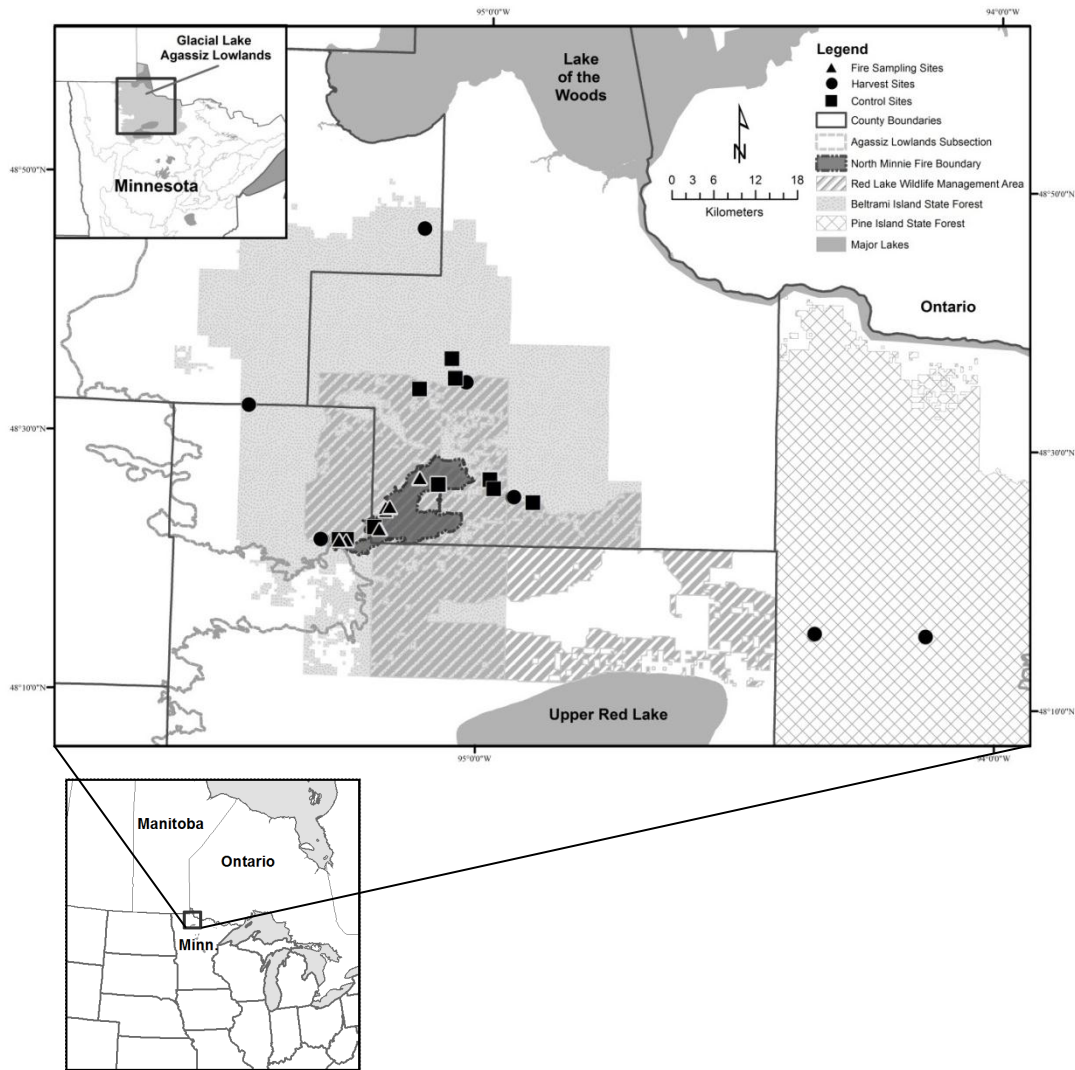 95°0'0"W
94°0'0"W
Glacial Lake
Agassiz Lowlands
Minnesota
Lake
of the
Woods
Legend
Fire Sampling Sites
Harvest Sites
Control Sites
County Boundaries
Agassiz Lowlands Subsection
North Minnie Fire Boundary
Red Lake Wildlife Management Area
Beltrami Island State Forest
Pine Island State Forest
Major Lakes
N
0 3 6 12 18
Kilometers
48°50'0"N
48°50'0"N
Ontario
48°30'0"N
48°30'0"N
48°10'0"N
48°10'0"N
Upper Red Lake
95°0'0"W
94°0'0"W
Manitoba
Ontario
Minn.